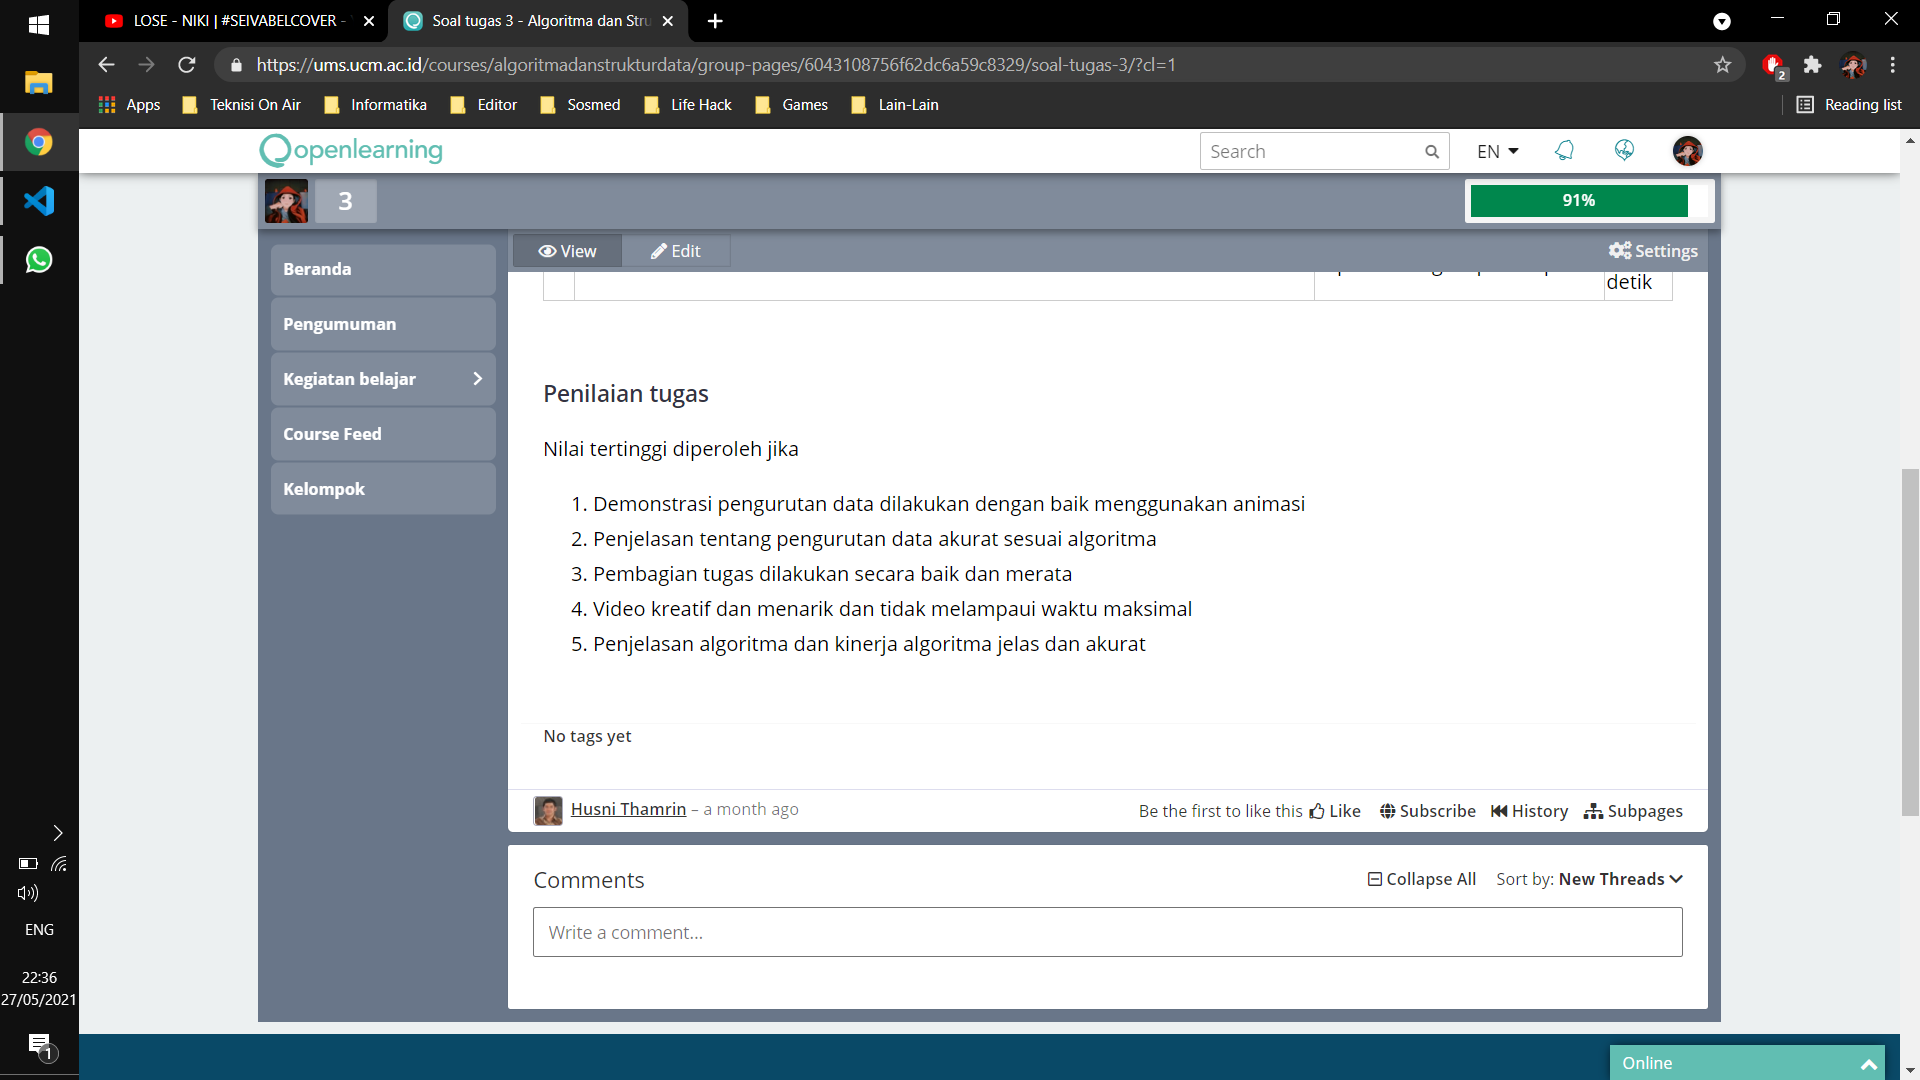 LOSE - NIKI | #SEIVABELCOVER -
Soal tugas 3 - Algoritma dan Stru
https://ums.ucm.ac.id/courses/algoritmadanstrukturdata/group-pages/6043108756f62dc6a59c8329/soal-tugas-3/?cl=1
2
Apps
Teknisi On Air
Informatika
Editor
Sosmed
Life Hack
Games
Lain-Lain
Reading list
openlearning
Search
EN
3
91%
View
Edit
Settings
Beranda
Pengumuman
Kegiatan belajar
Course Feed
Kelompok
detik
Penilaian tugas
Nilai tertinggi diperoleh jika
1. Demonstrasi pengurutan data dilakukan dengan baik menggunakan animasi
2. Penjelasan tentang pengurutan data akurat sesuai algoritma
3. Pembagian tugas dilakukan secara baik dan merata
4. Video kreatif dan menarik dan tidak melampaui waktu maksimal
5. Penjelasan algoritma dan kinerja algoritma jelas dan akurat
No tags yet
Husni Thamrin – a month ago
Be the first to like this Like Subscribe History Subpages
Comments
Collapse All Sort by: New Threads
Write a comment...
Online
ENG
22:36
27/05/2021
1